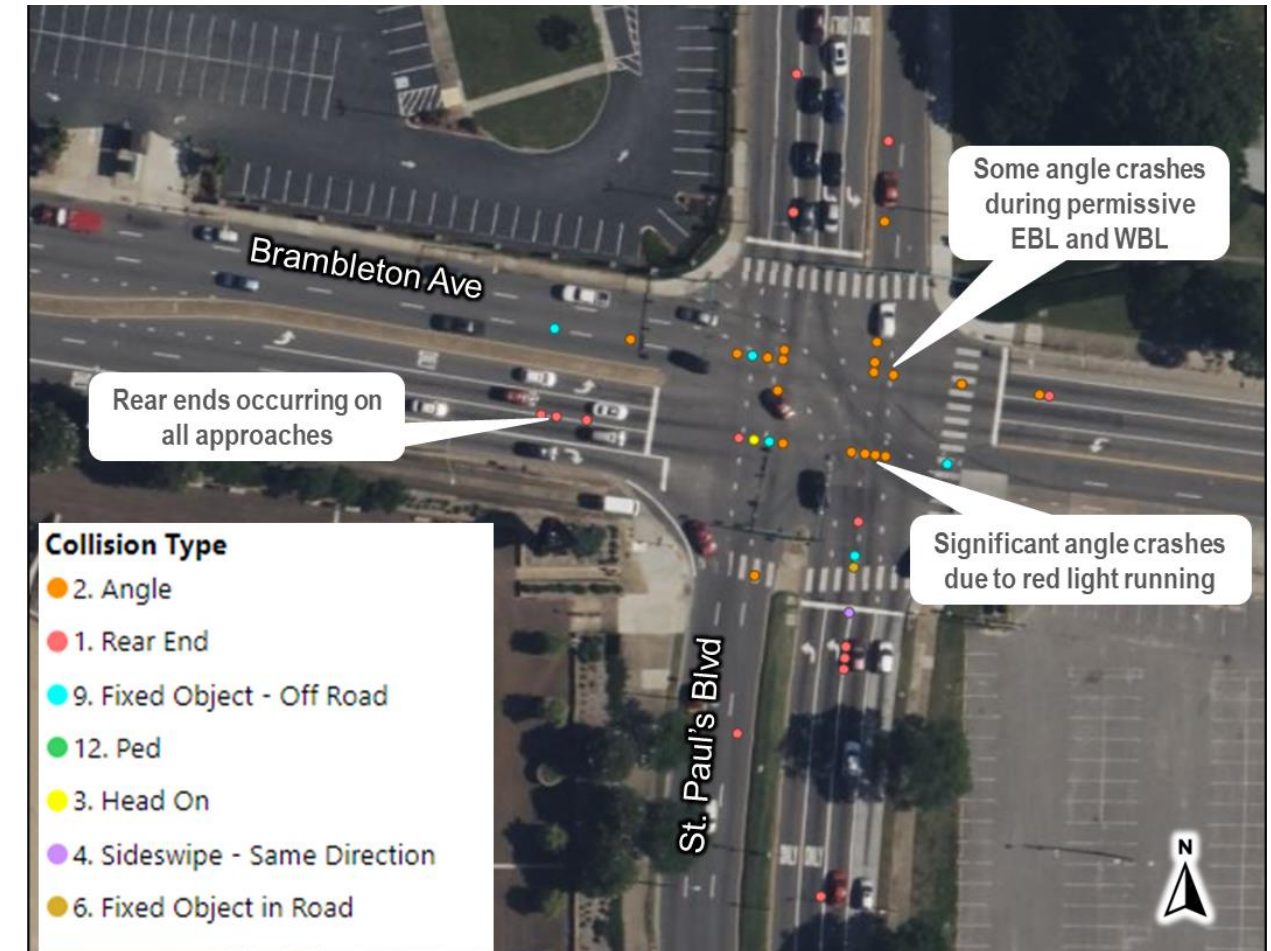 Some angle crashes
during permissive
EBL and WBL
Brambleton Ave
Rear ends occurring on
all approaches
Significant angle crashes
due to red light running
Collision Type
2. Angle
1. Rear End
9. Fixed Object - Off Road
12. Ped
3. Head On
4. Sideswipe - Same Direction
6. Fixed Object in Road
St. Paul's Blvd
N